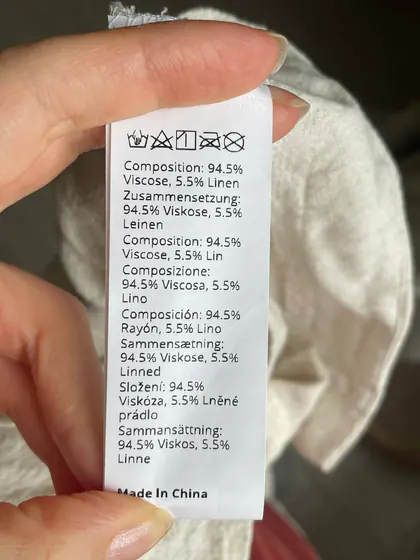 Composition: 94.5%
Viscose, 5.5% Linen
Zusammensetzung:
94.5% Viskose, 5.5%
Leinen
Composition: 94.5%
Viscose, 5.5% Lin
Composizione:
94.5% Viscosa, 5.5%
Lino
Composición: 94.5%
Rayón, 5.5% Lino
Sammensætning:
94.5% Viskose, 5.5%
Linned
Složení: 94.5%
Viskóza, 5.5% Lněné
prádlo
Sammansättning:
94.5% Viskos, 5.5%
Linne
Made In China